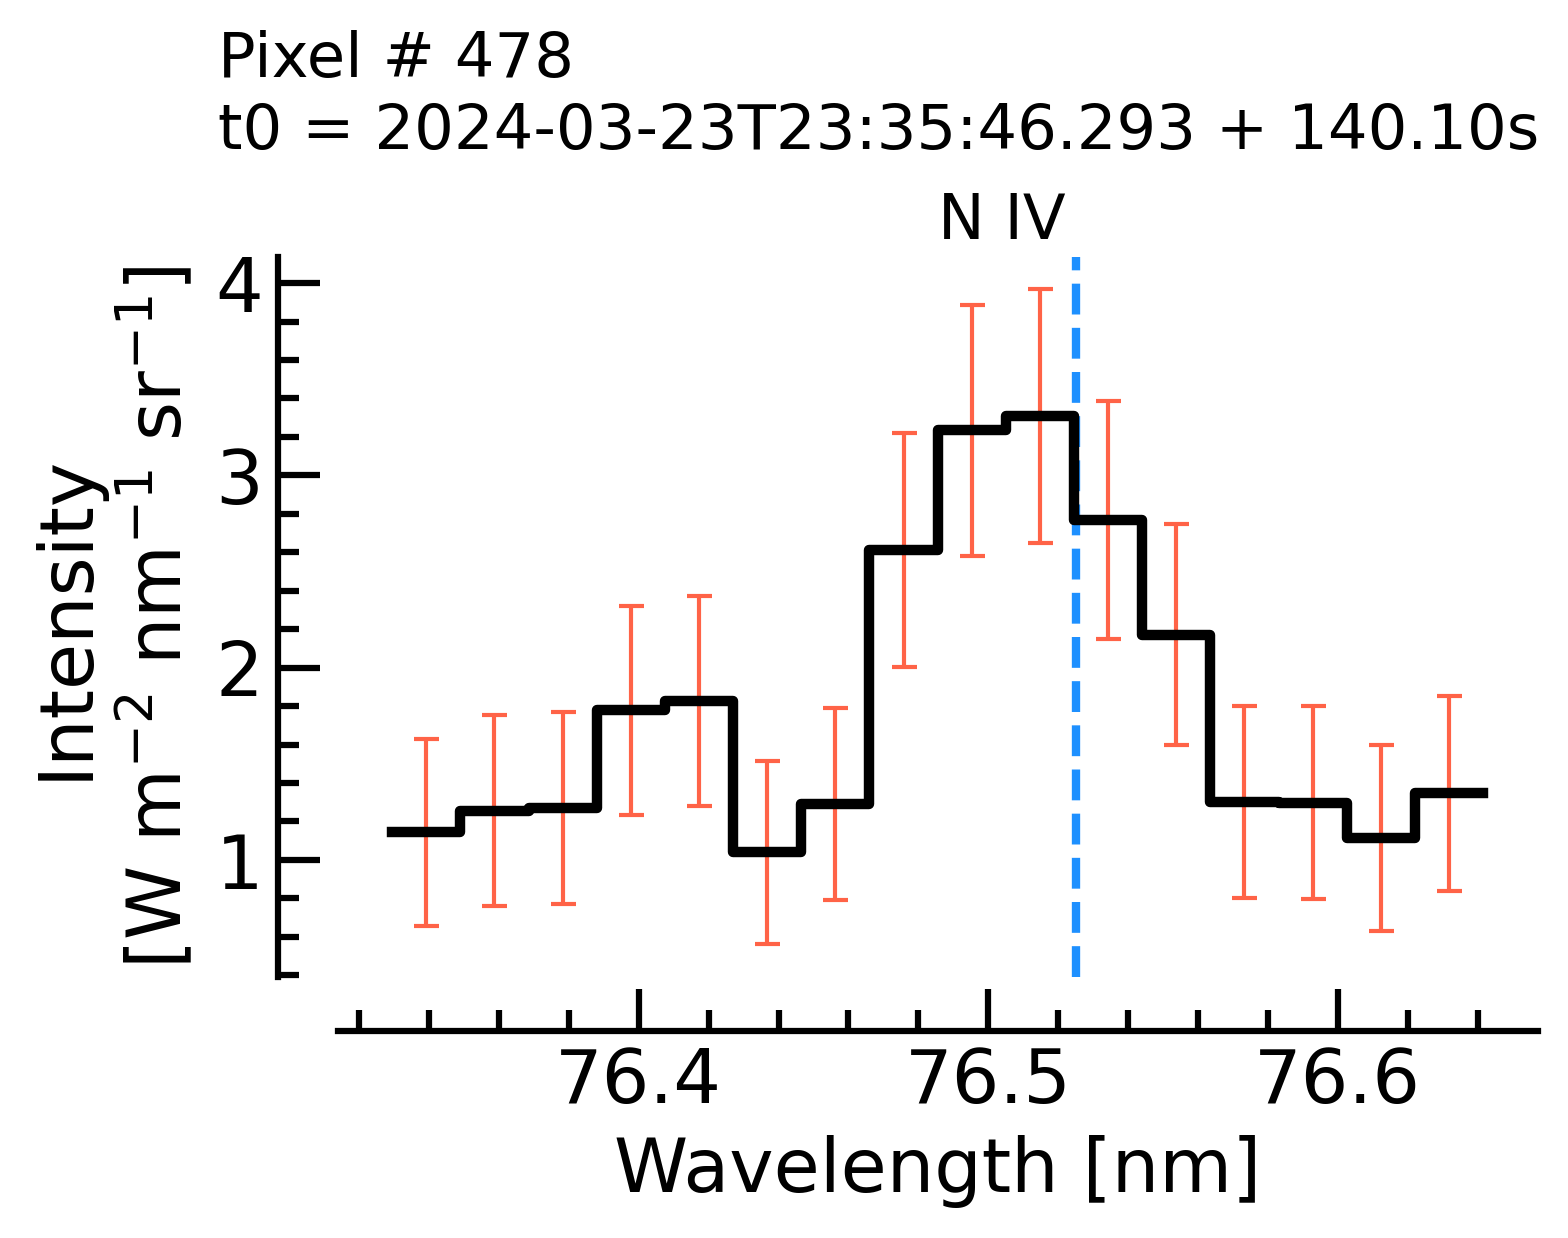 Pixel # 478
t0 = 2024-03-23T23:35:46.293 + 140.10s
N IV
Intensity
[W m⁻² nm⁻¹ sr⁻¹]
4
3
2
1
76.4 76.5 76.6
Wavelength [nm]